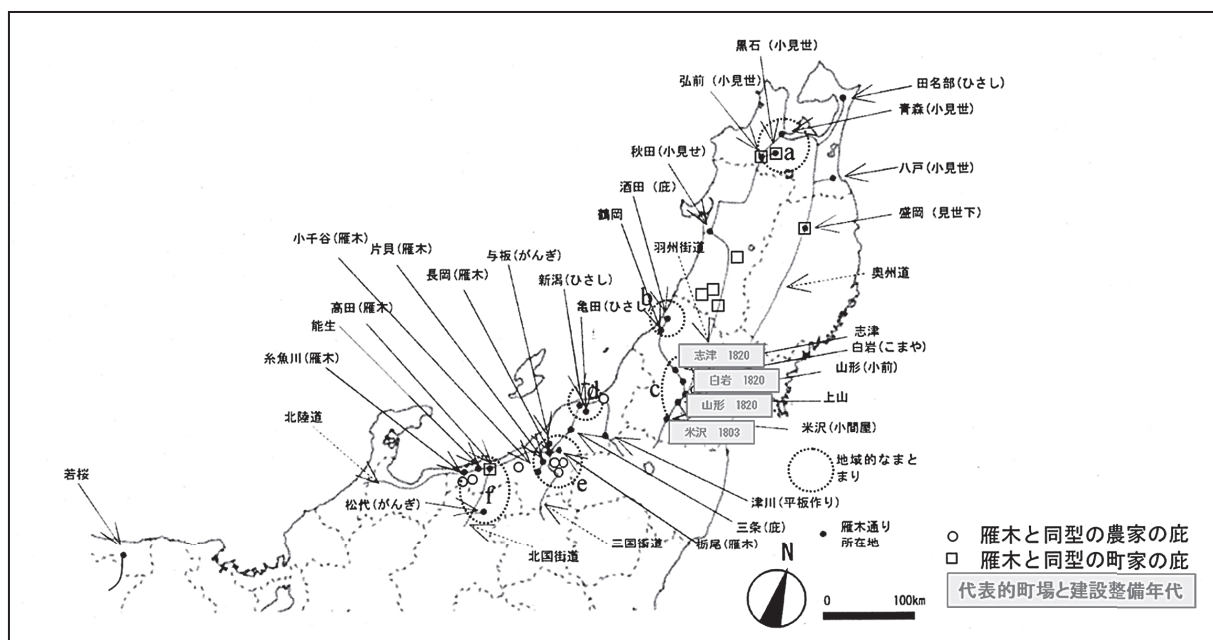 黒石（小見世）
弘前（小見世）
田名部(ひさし)
青森(小見世)
a
秋田(小見せ)
八戸(小見世)
酒田（庇）
鶴岡
盛岡（見世下）
羽州街道
小千谷(雁木)
片貝(雁木)
与板(がんぎ)
長岡(雁木)
新潟(ひさし)
奥州道
亀田(ひさし)
b
高田(雁木)
能生
志津
志津 1820
白岩(こまや)
糸魚川(雁木)
山形(小前)
白岩 1820
c
d
上山
山形 1820
北陸道
米沢(小間屋)
米沢 1803
若桜
地域的なまと
まり
e
f
津川(平板作り)
松代(がんぎ)
三条(庇)
雁木通り
所在地
三国街道
栃尾(雁木)
北国街道
N
雁木と同型の農家の庇
雁木と同型の町家の庇
代表的町場と建設整備年代
0 100km